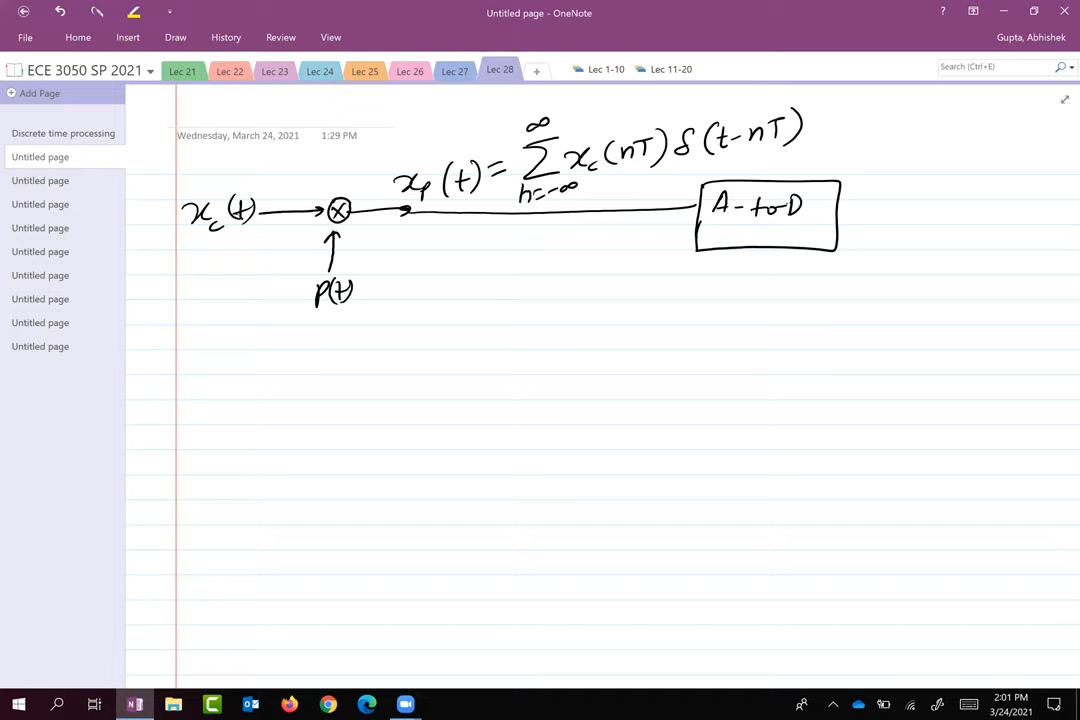 Untitled page - OneNote
?
File Home Insert Draw History Review View
Gupta, Abhishek
ECE 3050 SP 2021
Lec 21 Lec 22 Lec 23 Lec 24 Lec 25 Lec 26 Lec 27 Lec 28 + Lec 1-10 Lec 11-20
Search (Ctrl+E)
Add Page
Discrete time processing
Untitled page
Untitled page
Untitled page
Untitled page
Untitled page
Untitled page
Untitled page
Untitled page
Untitled page
Wednesday, March 24, 2021 1:29 PM
x_c(t)
x_p(t) = ∑_{n=-∞}^{∞} x_c(nT) δ(t-nT)
A-to-D
p(t)
2:01 PM
3/24/2021